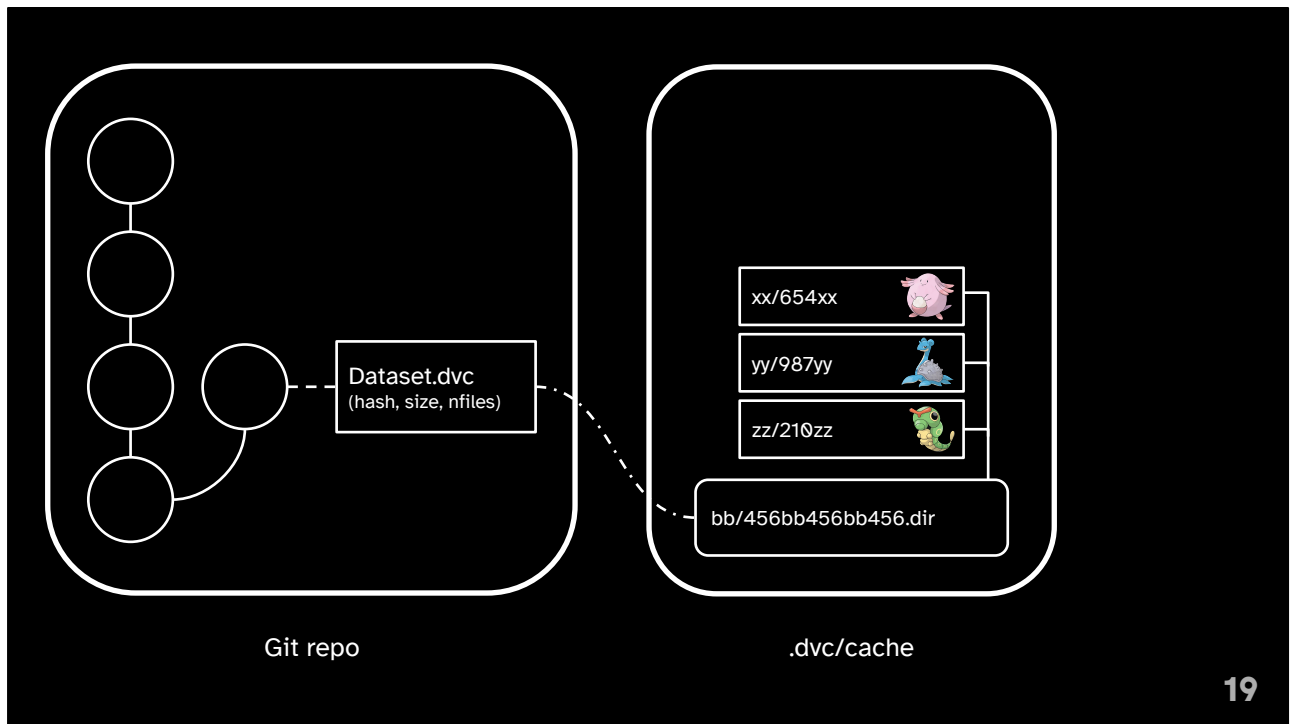 Dataset.dvc
(hash, size, nfiles)
xx/654xx
yy/987yy
zz/210zz
bb/456bb456bb456.dir
Git repo
.dvc/cache
19